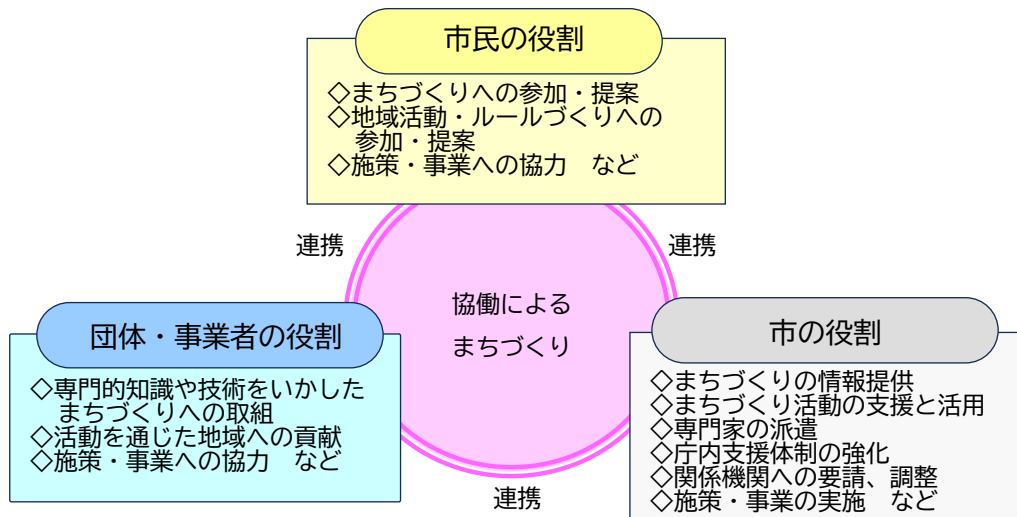 市民の役割
◇まちづくりへの参加・提案
◇地域活動・ルールづくりへの
参加・提案
◇施策・事業への協力　など
連携
連携
協働による
まちづくり
団体・事業者の役割
◇専門的知識や技術をいかした
まちづくりへの取組
◇活動を通じた地域への貢献
◇施策・事業への協力　など
市の役割
◇まちづくりの情報提供
◇まちづくり活動の支援と活用
◇専門家の派遣
◇庁内支援体制の強化
◇関係機関への要請、調整
◇施策・事業の実施　など
連携